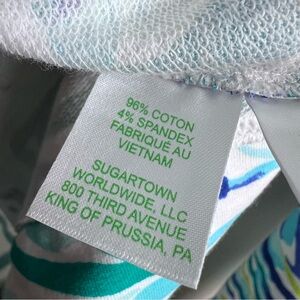 96% COTON
4% SPANDEX
FABRIQUÉ AU
VIETNAM
SUGARTOWN
WORLDWIDE, LLC
800 THIRD AVENUE
KING OF PRUSSIA, PA